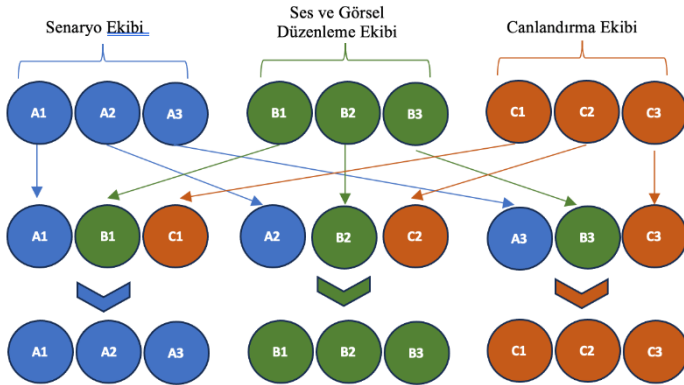 Senaryo Ekibi
Ses ve Görsel
Düzenleme Ekibi
Canlandırma Ekibi
A1 A2 A3 B1 B2 B3 C1 C2 C3
A1 B1 C1 A2 B2 C2 A3 B3 C3
A1 A2 A3 B1 B2 B3 C1 C2 C3